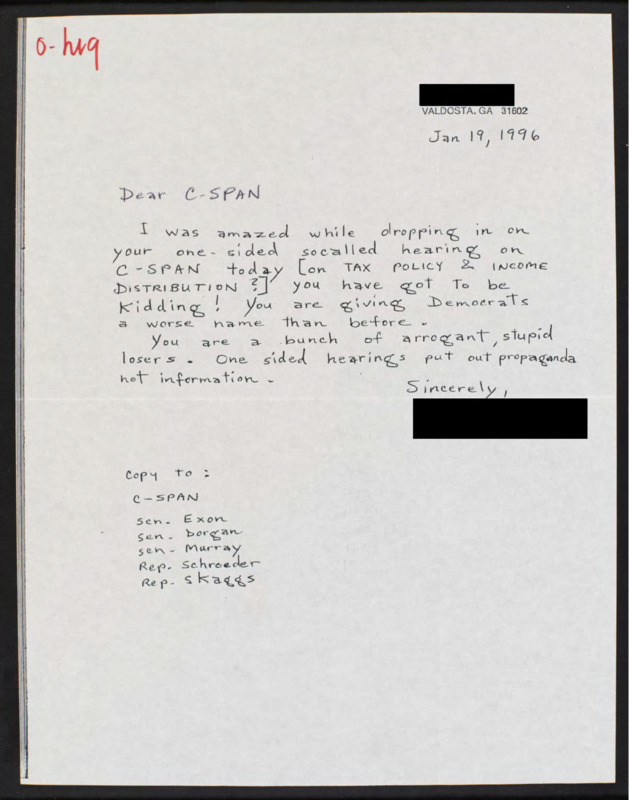 o-hrg
VALDOSTA, GA 31602
Jan 19, 1996
Dear C-SPAN
I was amazed while dropping in on
your one-sided socalled hearing on
C-SPAN today [on TAX POLICY & INCOME
DISTRIBUTION ?] you have got to be
kidding! You are giving Democrats
a worse name than before.
You are a bunch of arrogant, stupid
losers. One sided hearings put out propaganda
not information.
Sincerely,
Copy to :
C-SPAN
Sen. Exon
Sen. Dorgan
Sen- Murray
Rep. Schroeder
Rep. Skaggs